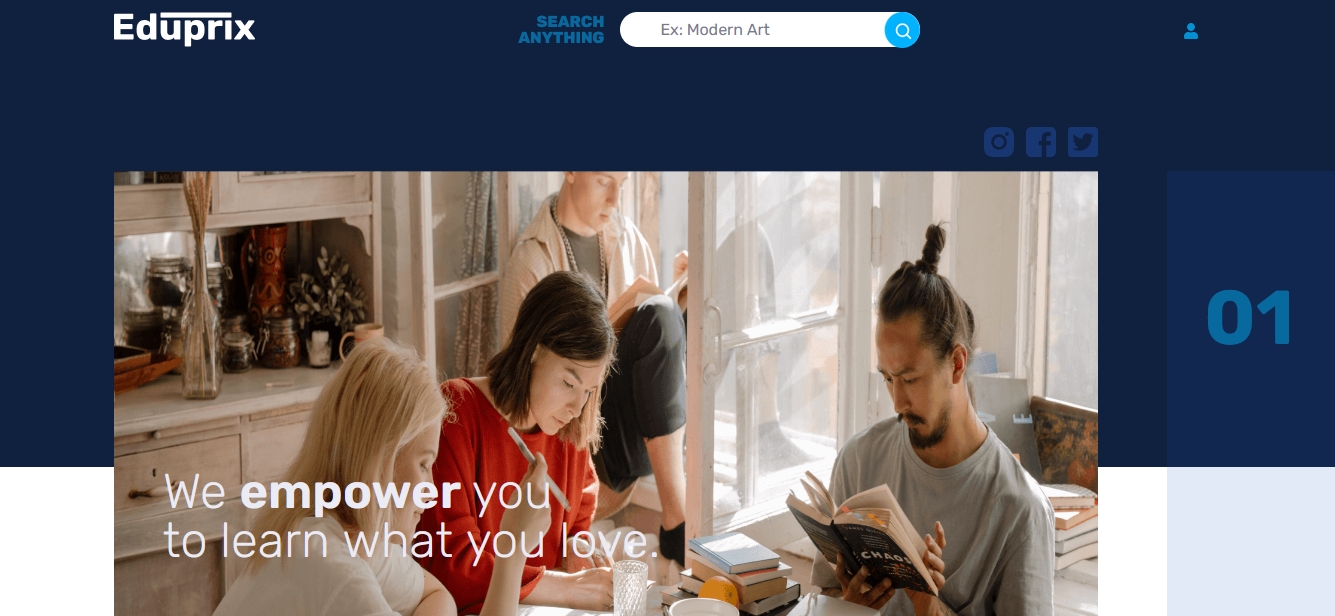 Eduprix
SEARCH
ANYTHING
Ex: Modern Art
01
We empower you
to learn what you love.
CHAOS